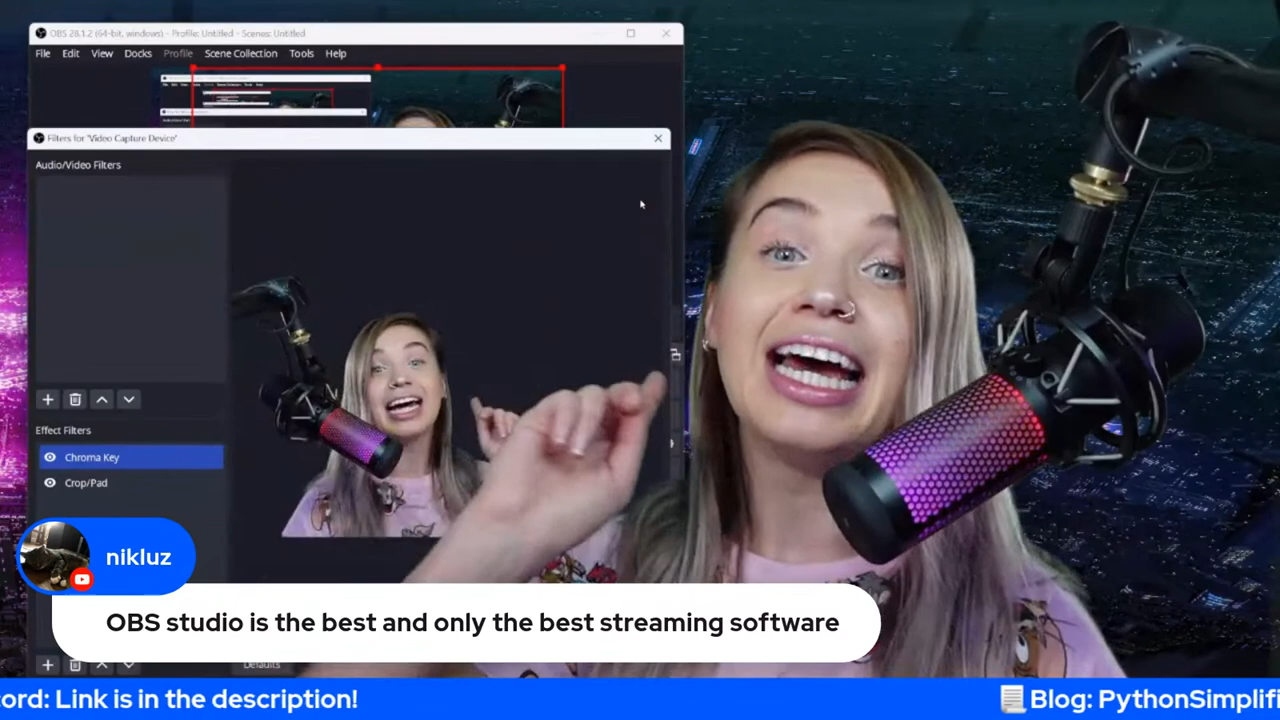 OBS 28.1.2 (64-bit, windows) - Profile: Untitled - Scenes: Untitled
File Edit View Docks Profile Scene Collection Tools Help
Filters for "Video Capture Device"
Audio/Video Filters
Effect Filters
Chroma Key
Crop/Pad
nikluz
OBS studio is the best and only the best streaming software
Defaults
cord: Link is in the description!
Blog: PythonSimplifi